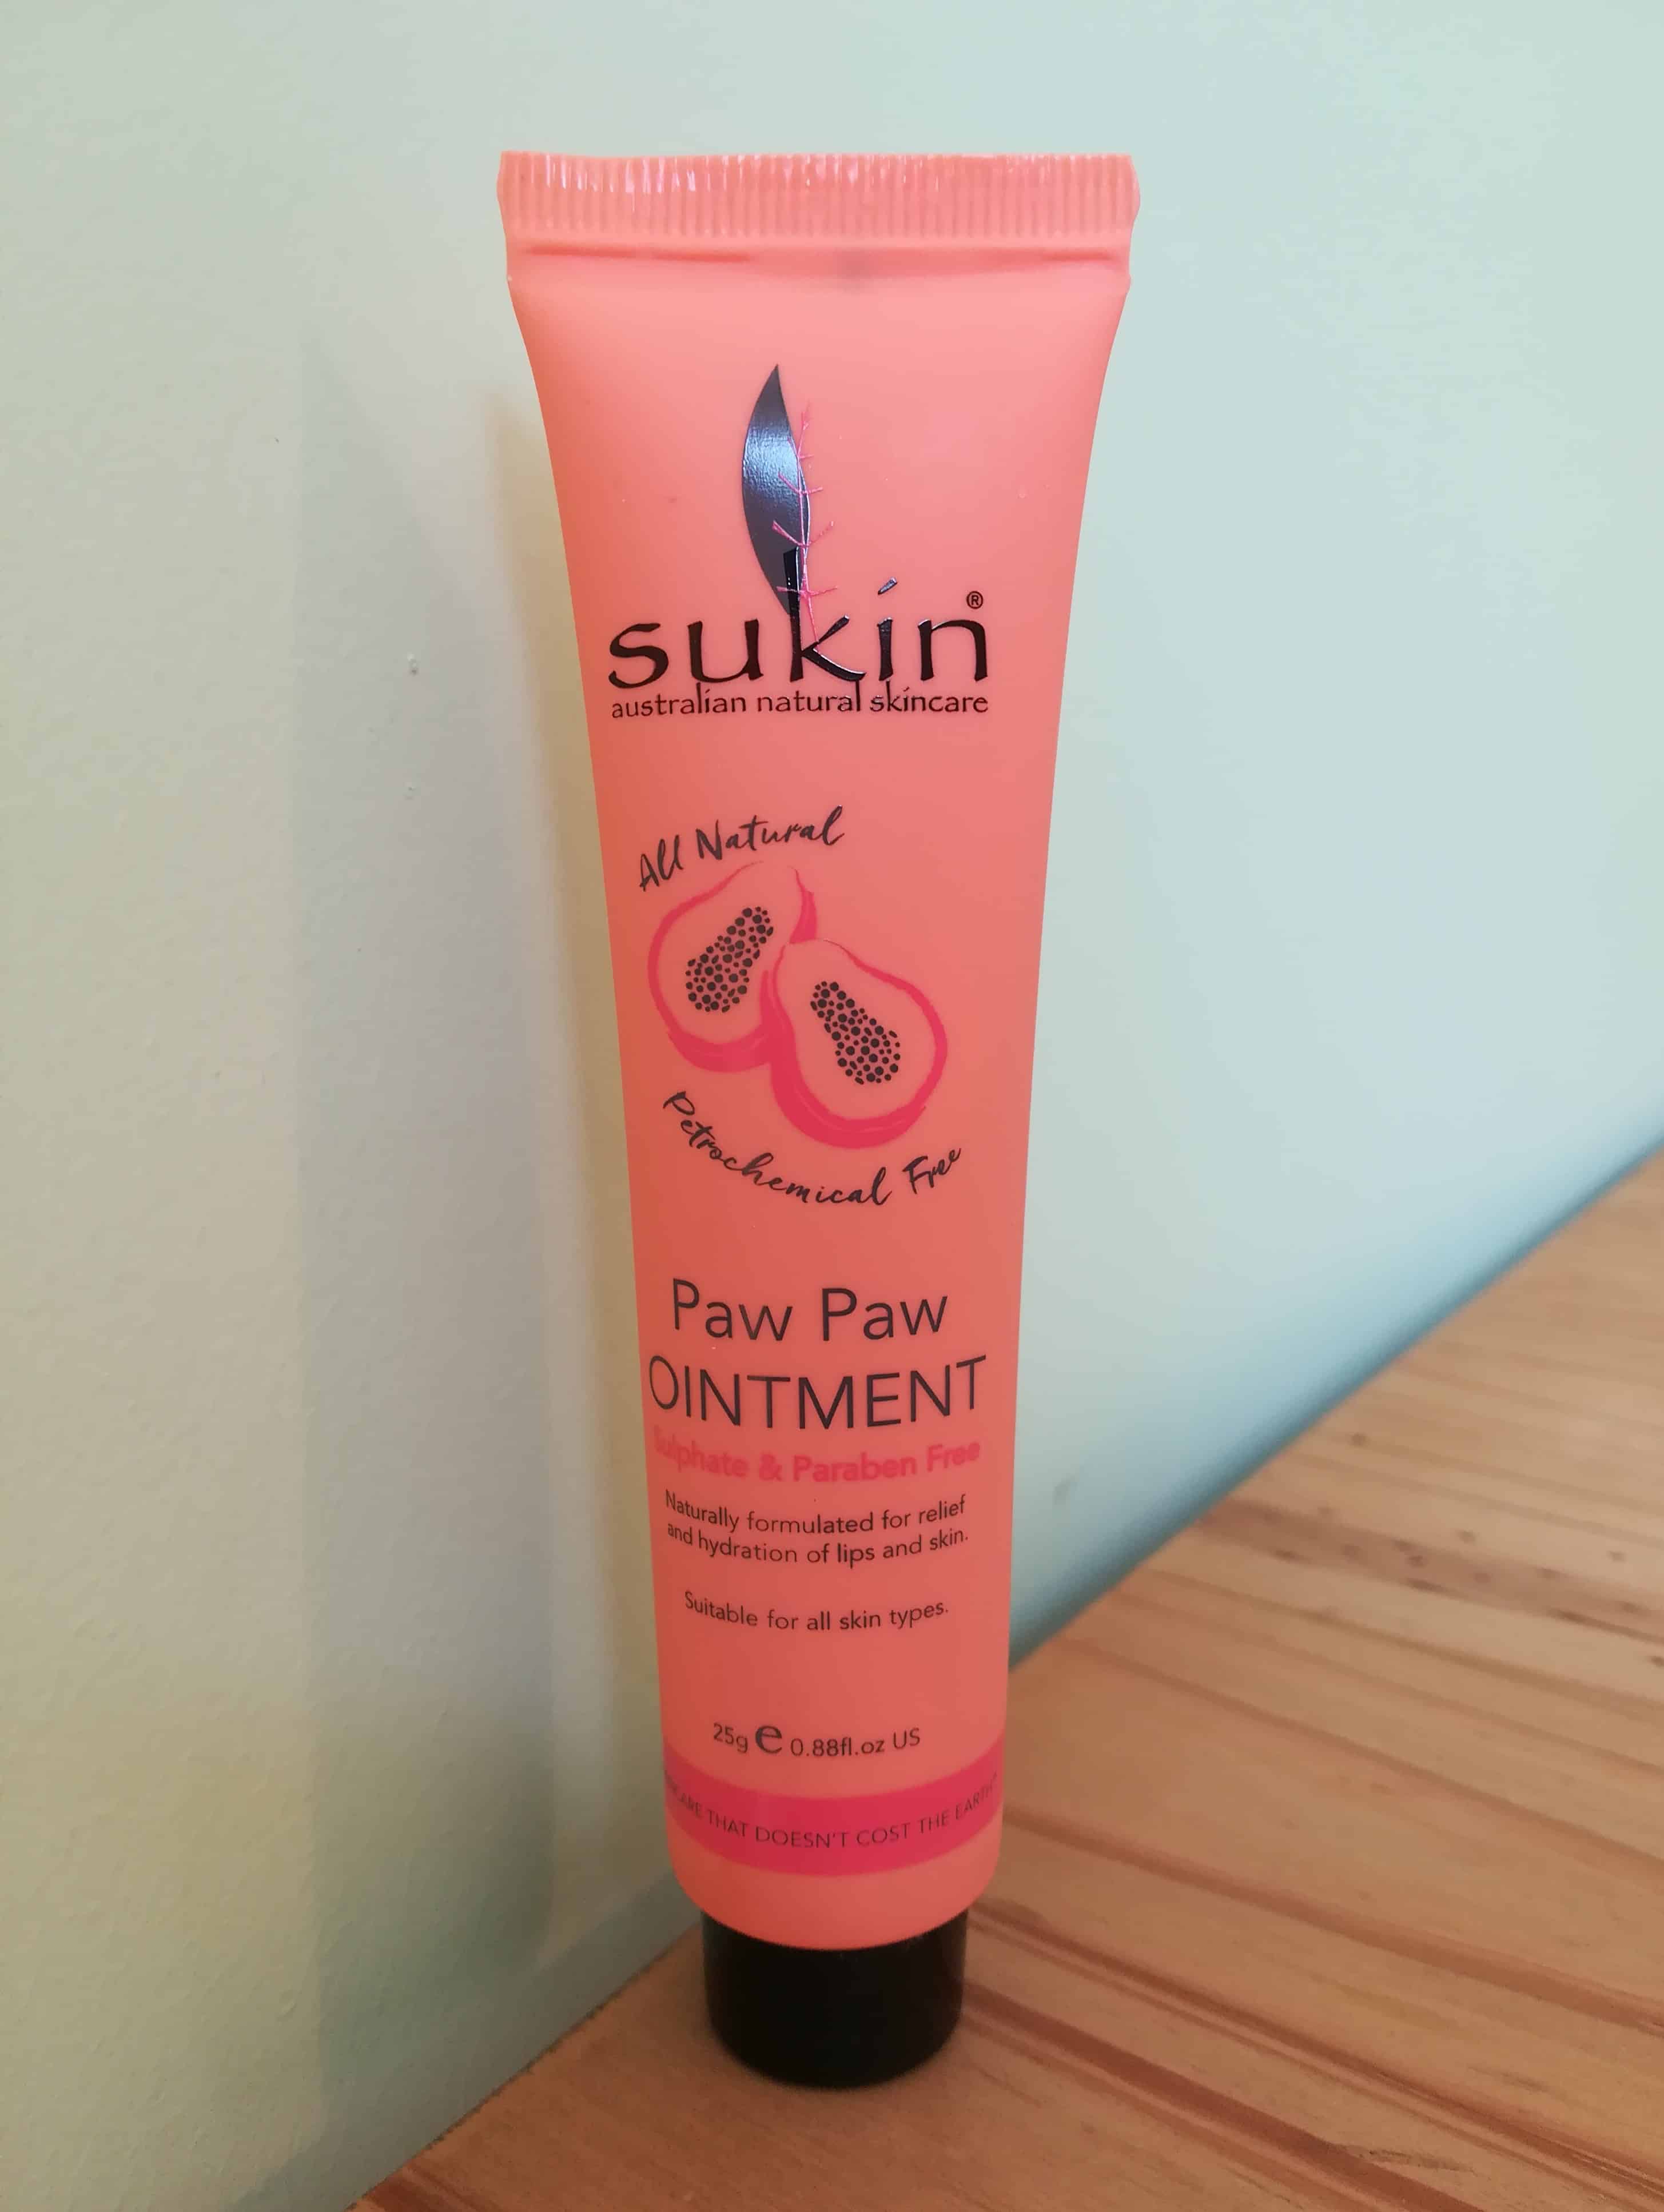 sukin®
australian natural skincare
All Natural
Petrochemical Free
Paw Paw
OINTMENT
Sulphate & Paraben Free
Naturally formulated for relief
and hydration of lips and skin.
Suitable for all skin types.
25g e 0.88fl.oz US
THAT DOESN'T COST THE EARTH